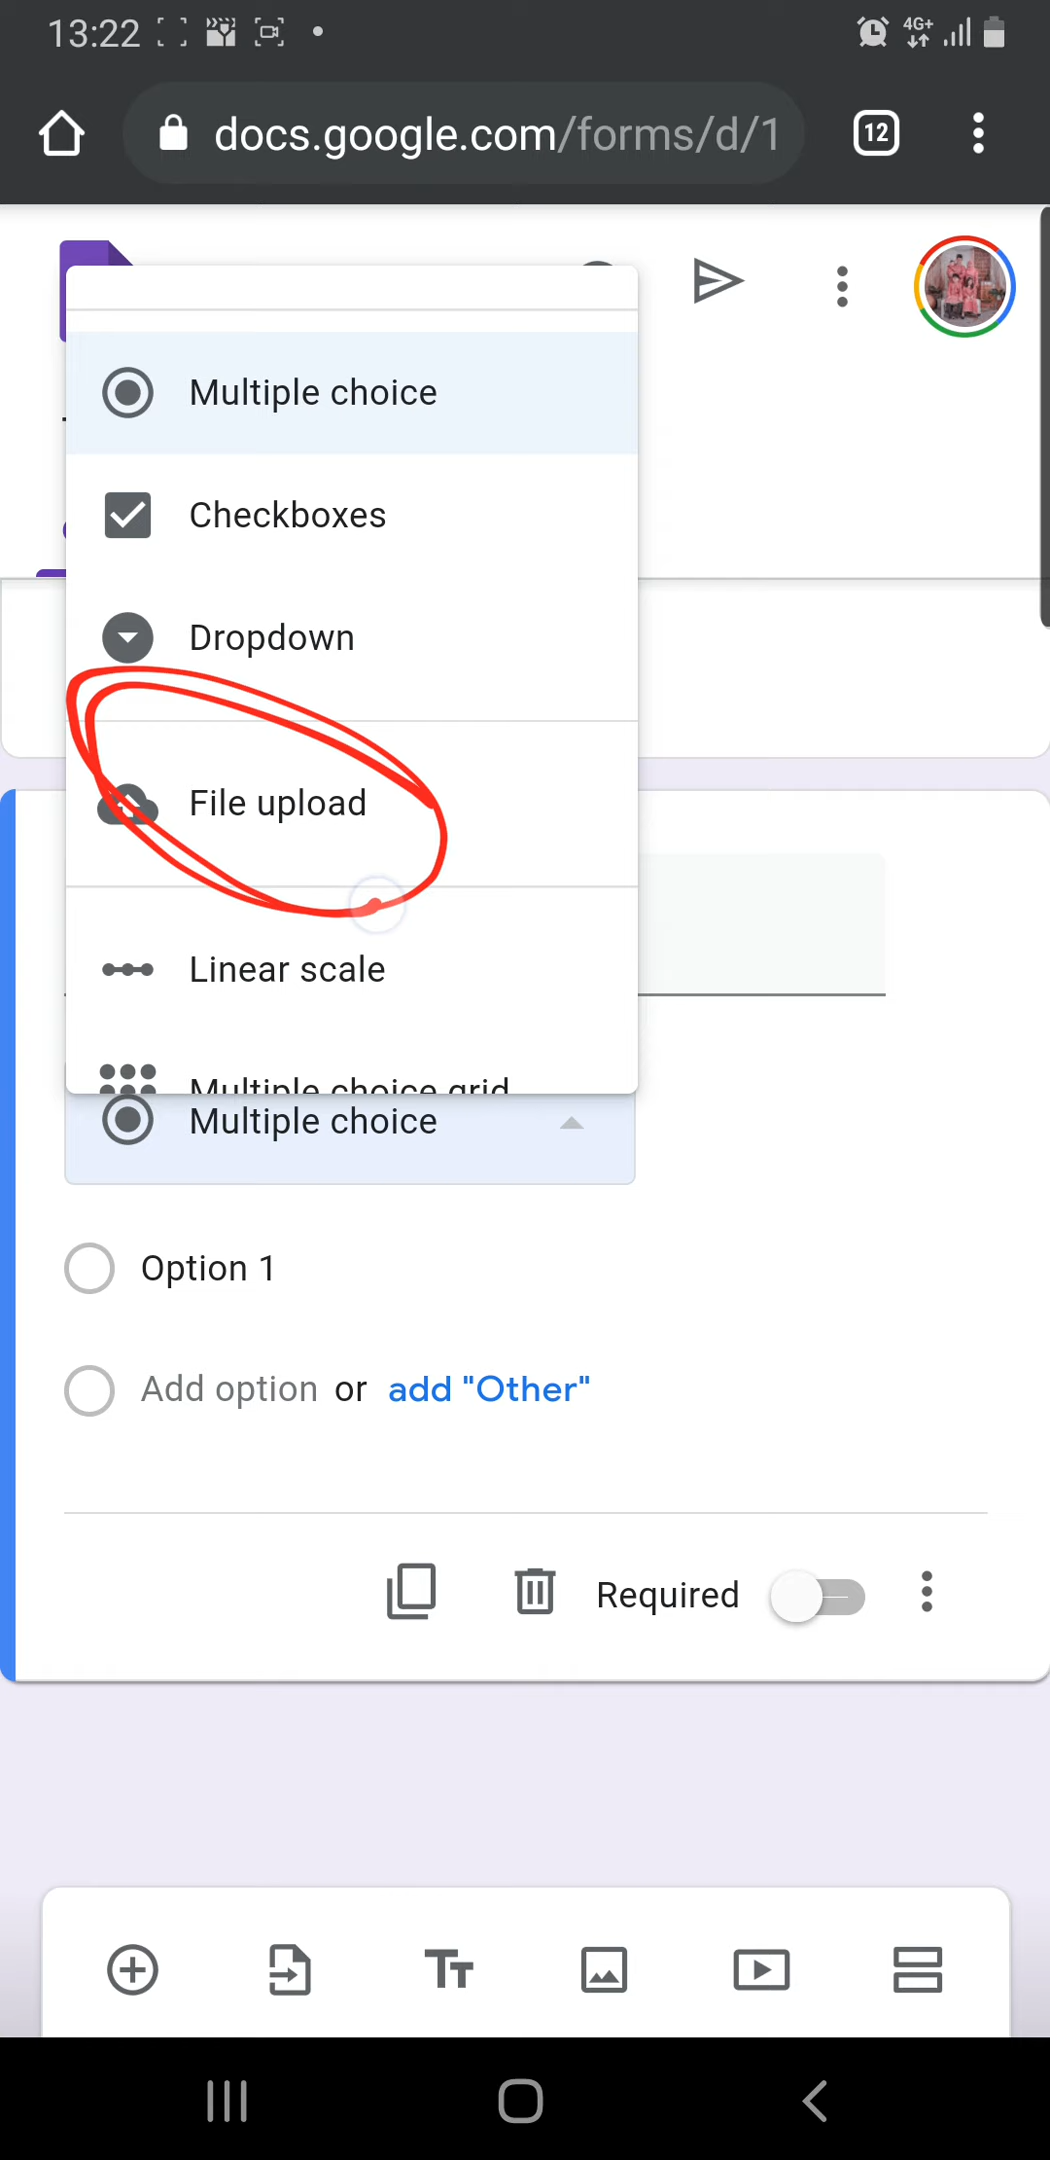 13:22
4G+
docs.google.com/forms/d/1
12
Multiple choice
Checkboxes
Dropdown
File upload
Linear scale
Multiple choice grid
Multiple choice
Option 1
Add option or add "Other"
Required
Tт